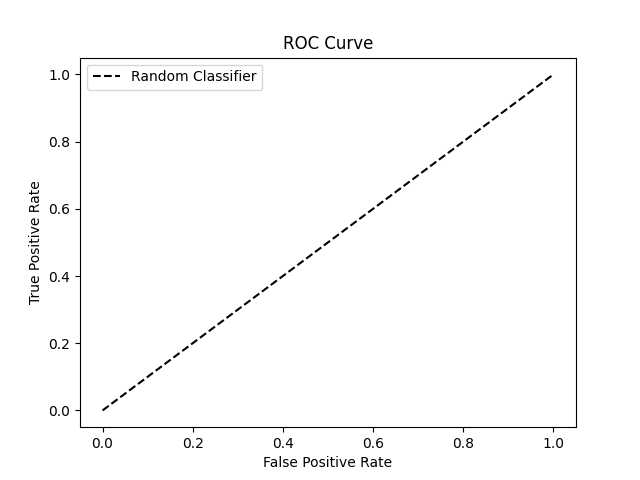 ROC Curve
Random Classifier
1.0
0.8
0.6
0.4
0.2
0.0
True Positive Rate
0.0 0.2 0.4 0.6 0.8 1.0
False Positive Rate